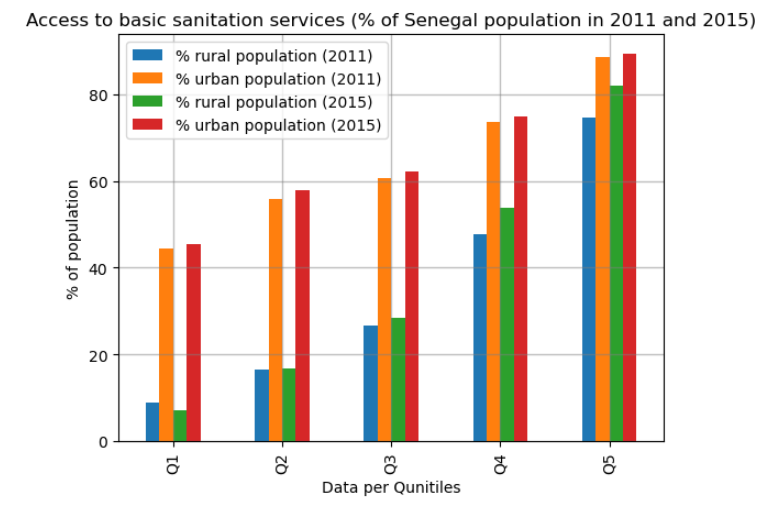 Access to basic sanitation services (% of Senegal population in 2011 and 2015)
% rural population (2011)
% urban population (2011)
% rural population (2015)
% urban population (2015)
80
60
40
20
0
% of population
Q1
Q2
Q3
Q4
Q5
Data per Qunitiles